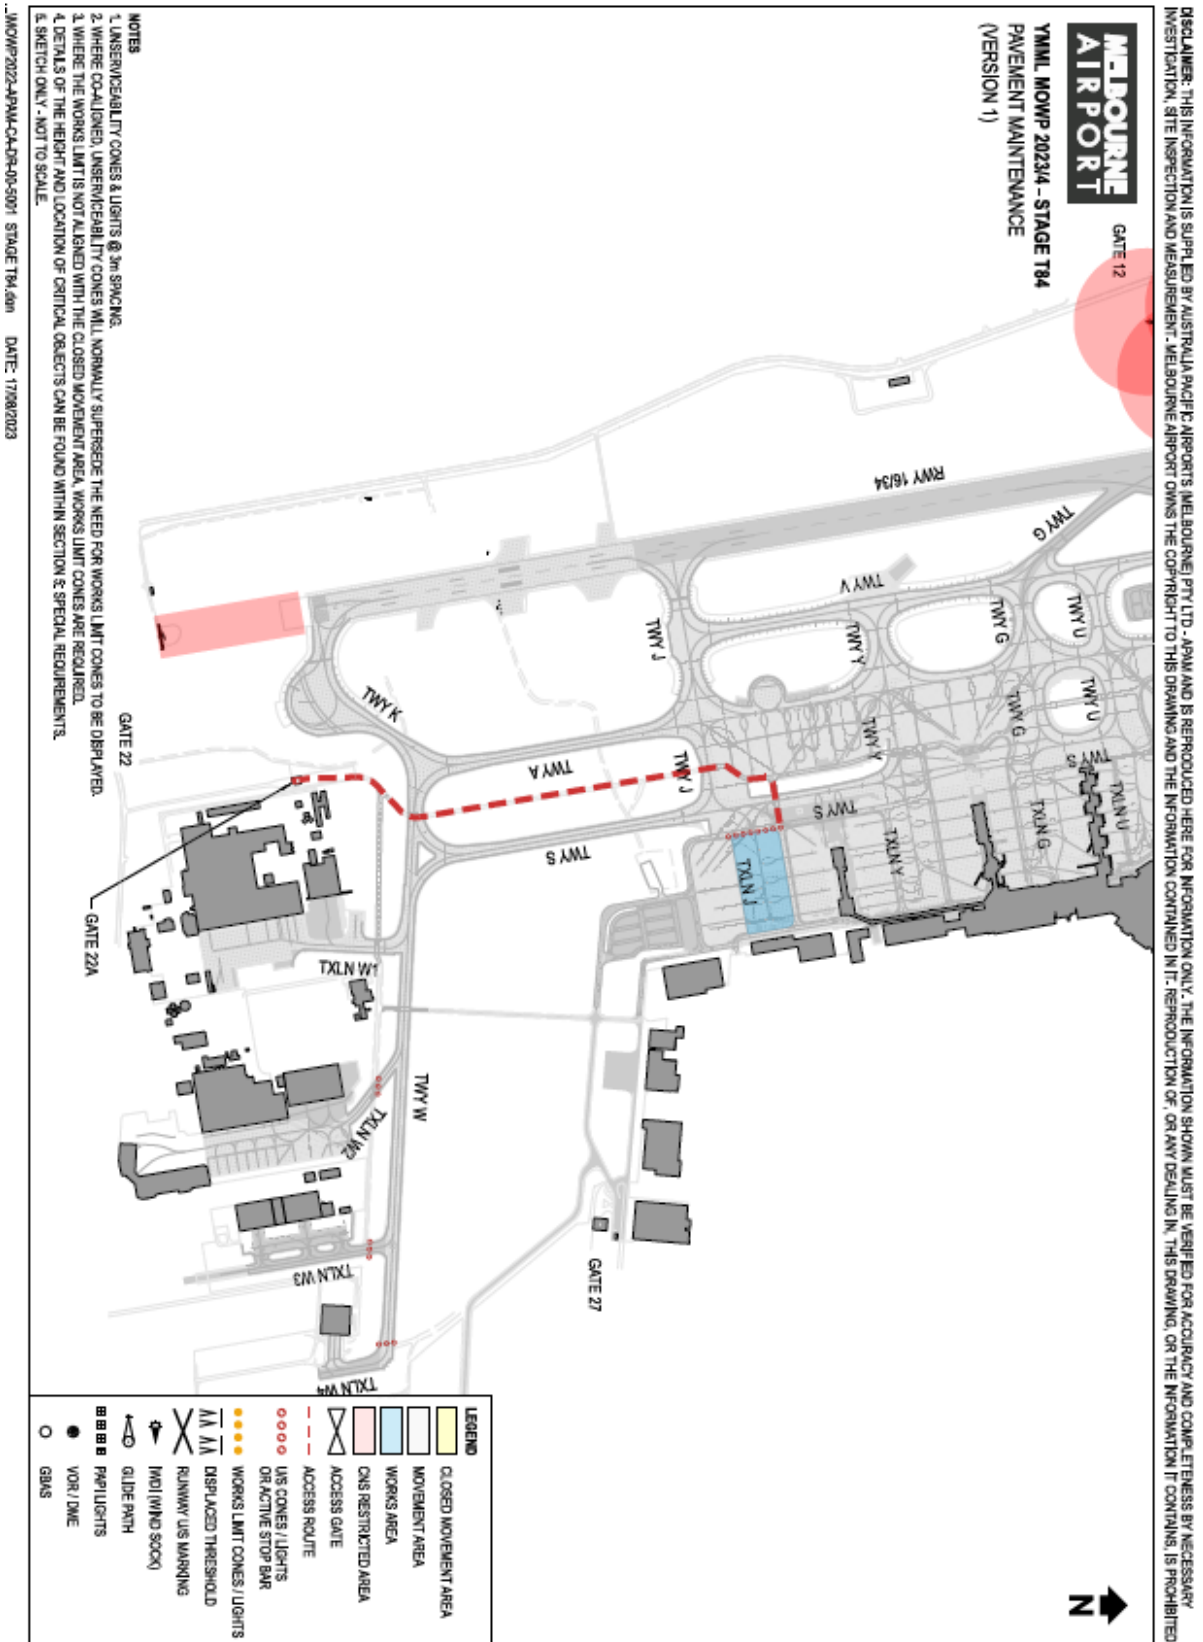 DISCLAIMER: THIS INFORMATION IS SUPPLIED BY AUSTRALIA PACIFIC AIRPORTS (MELBOURNE) PTY LTD - APAM AND IS REPRODUCED HERE FOR INFORMATION ONLY. THE INFORMATION SHOWN MUST BE VERIFIED FOR ACCURACY AND COMPLETENESS BY NECESSARY
INVESTIGATION, SITE INSPECTION AND MEASUREMENT. MELBOURNE AIRPORT OWNS THE COPYRIGHT TO THIS DRAWING AND THE INFORMATION CONTAINED IN IT. REPRODUCTION OF, OR ANY DEALING IN, THIS DRAWING, OR THE INFORMATION IT CONTAINS, IS PROHIBITED
MELBOURNE
AIRPORT
YMML MOWP 2023/4 - STAGE T84
PAVEMENT MAINTENANCE
(VERSION 1)
GATE 12
RWY 16/34
TWY G
TWY V
TWY U
TWY G
TWY Y
TWY J
TWY U
TWY G
TWY Y
TWY K
TWY S
TXLN U
TWY J
TWY A
TXLN G
TWY S
TXLN Y
TWY S
TXLN J
GATE 22
GATE 22A
TXLN W1
TWY W
TXLN W2
TXLN W3
TXLN W4
GATE 27
N
LEGEND
CLOSED MOVEMENT AREA
MOVEMENT AREA
WORKS AREA
CNS RESTRICTED AREA
ACCESS GATE
ACCESS ROUTE
U/S CONES / LIGHTS
OR ACTIVE STOP BAR
WORKS LIMIT CONES / LIGHTS
DISPLACED THRESHOLD
RUNWAY U/S MARKING
IWDI (WIND SOCK)
GLIDE PATH
PAPI LIGHTS
VOR / DME
GBAS
NOTES
1. UNSERVICEABILITY CONES & LIGHTS @ 3m SPACING.
2. WHERE CO-ALIGNED, UNSERVICEABILITY CONES WILL NORMALLY SUPERSEDE THE NEED FOR WORKS LIMIT CONES TO BE DISPLAYED.
3. WHERE THE WORKS LIMIT IS NOT ALIGNED WITH THE CLOSED MOVEMENT AREA, WORKS LIMIT CONES ARE REQUIRED.
4. DETAILS OF THE HEIGHT AND LOCATION OF CRITICAL OBJECTS CAN BE FOUND WITHIN SECTION 5: SPECIAL REQUIREMENTS.
5. SKETCH ONLY - NOT TO SCALE.
...\MOWP2022-APAM-CA-DR-00-5001 STAGE T84.dgn DATE: 17/08/2023